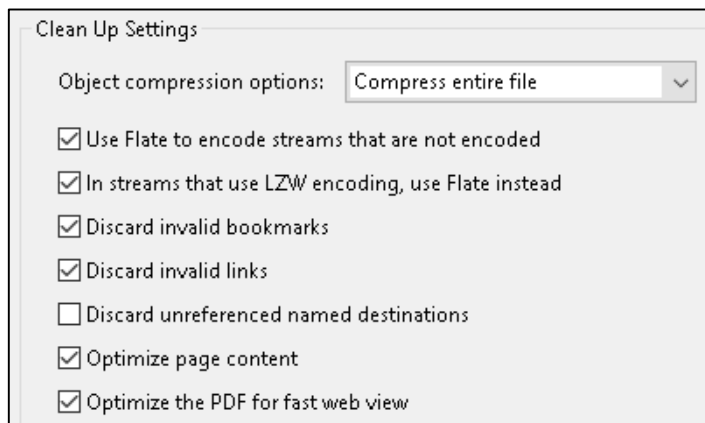 Clean Up Settings
Object compression options: Compress entire file
Use Flate to encode streams that are not encoded
In streams that use LZW encoding, use Flate instead
Discard invalid bookmarks
Discard invalid links
Discard unreferenced named destinations
Optimize page content
Optimize the PDF for fast web view